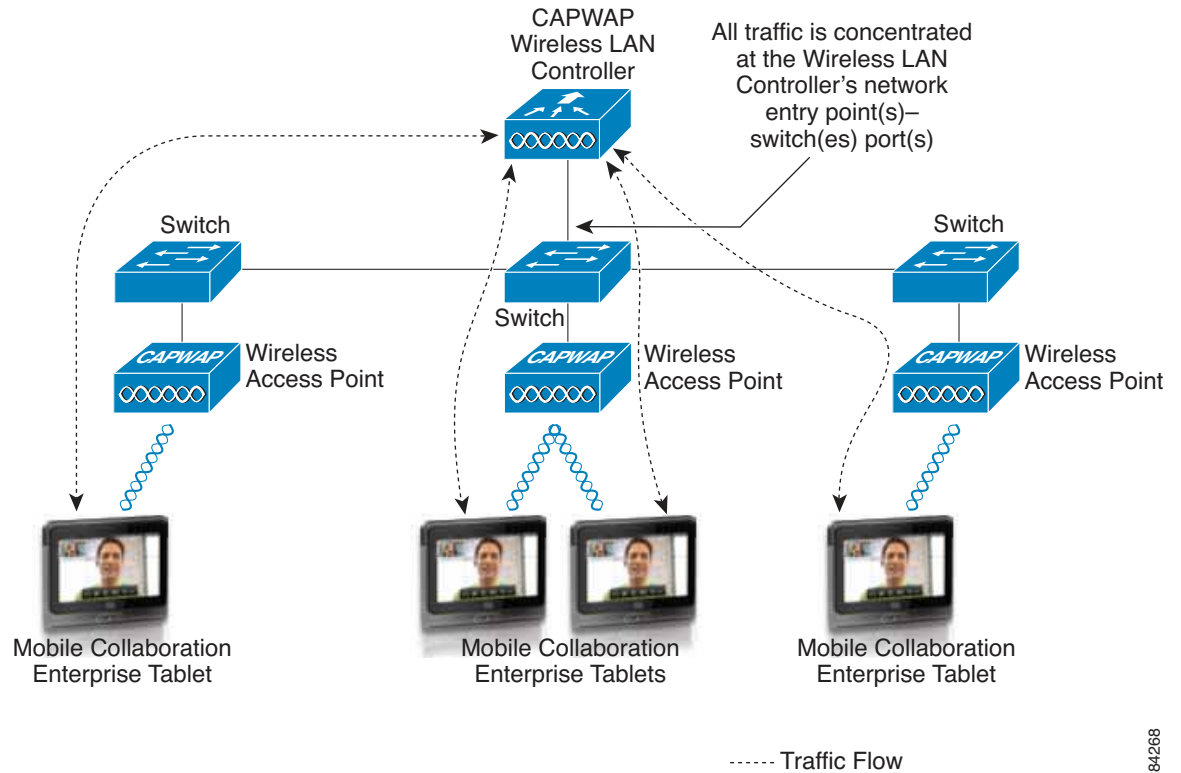 CAPWAP
Wireless LAN
Controller
All traffic is concentrated
at the Wireless LAN
Controller's network
entry point(s)–
switch(es) port(s)
Switch
Switch
Switch
CAPWAP
Wireless
Access Point
CAPWAP
Wireless
Access Point
CAPWAP
Wireless
Access Point
Mobile Collaboration
Enterprise Tablet
Mobile Collaboration
Enterprise Tablets
Mobile Collaboration
Enterprise Tablet
Traffic Flow
84268